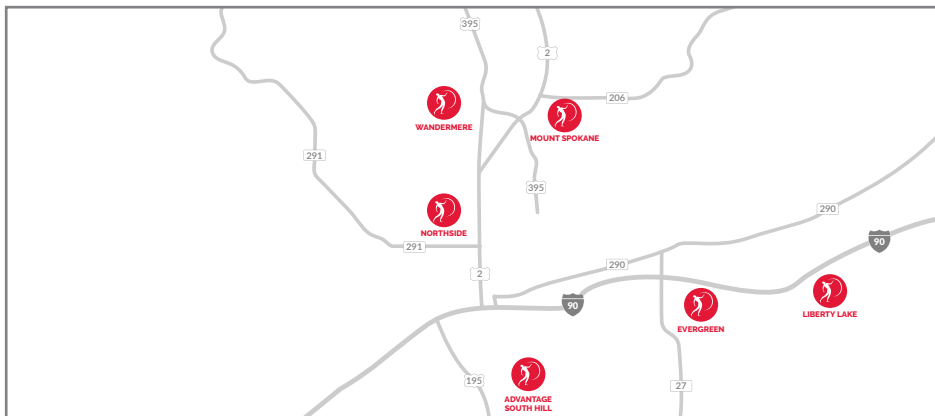 395
2
206
WANDERMERE
MOUNT SPOKANE
291
395
290
NORTHSIDE
90
291
290
2
90
LIBERTY LAKE
EVERGREEN
195
27
ADVANTAGE
SOUTH HILL